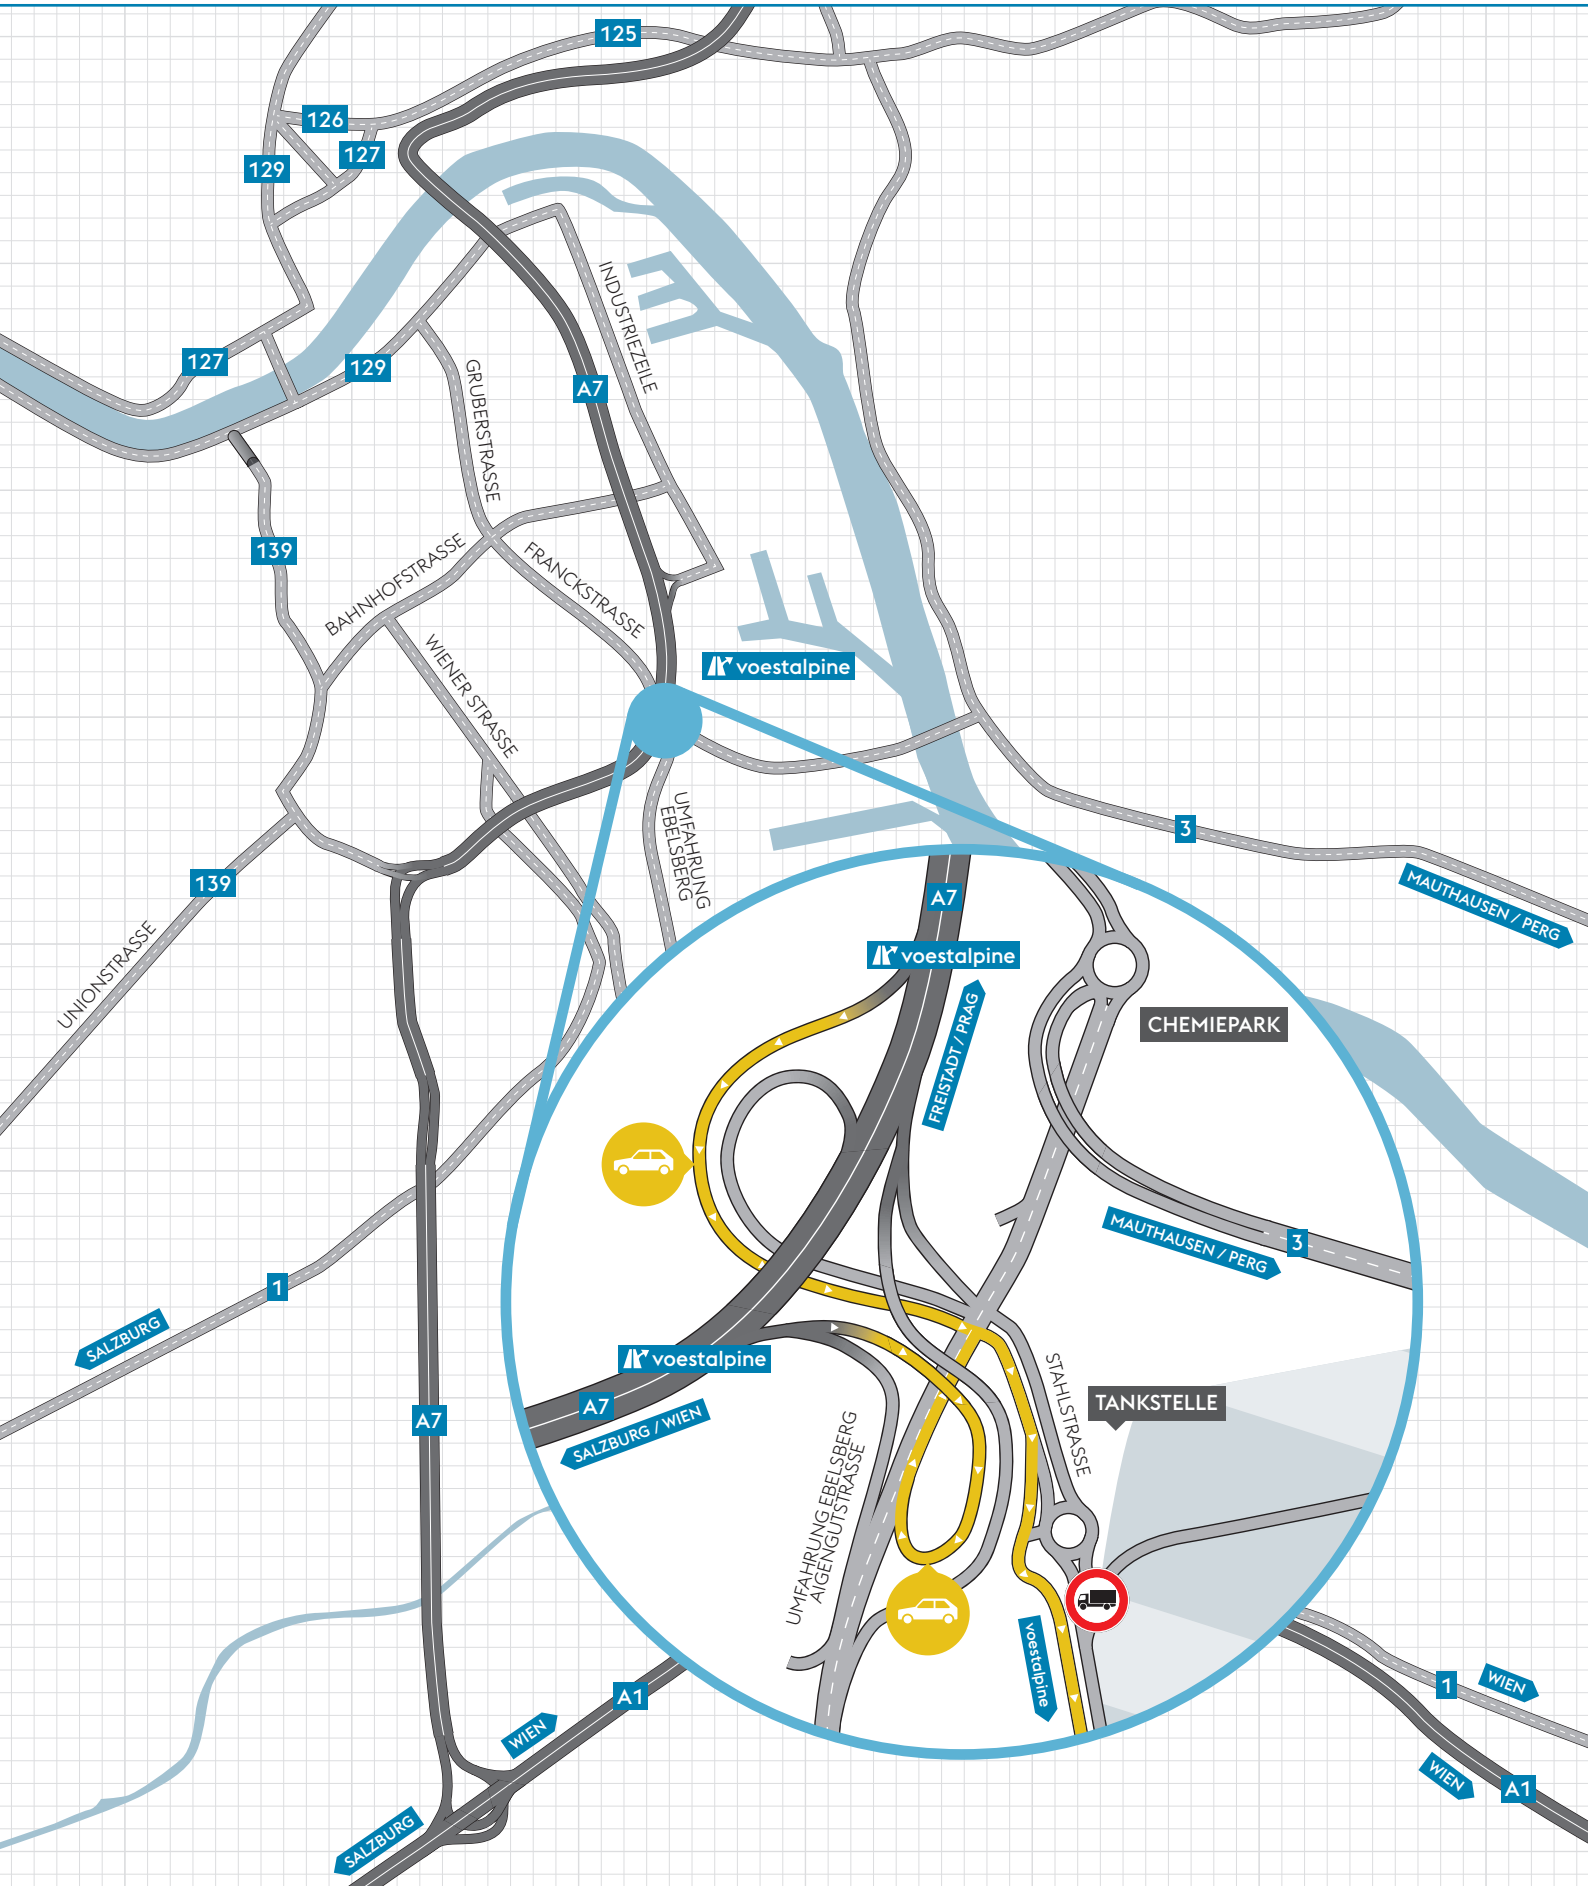 125
126
127
129
127
129
A7
INDUSTRIEZEILE
GRUBERSTRASSE
139
BAHNHOFSTRASSE
FRANCKSTRASSE
WIENER STRASSE
voestalpine
UMFAHRUNG
EBELSBERG
3
MAUTHAUSEN / PERG
139
UNIONSTRASSE
A7
voestalpine
FREISTADT / PRAG
CHEMIEPARK
MAUTHAUSEN / PERG
3
1
SALZBURG
voestalpine
A7
SALZBURG / WIEN
A7
STAHLSTRASSE
TANKSTELLE
UMFAHRUNG EBELSBERG
AIGENGUTSTRASSE
voestalpine
1
WIEN
A1
WIEN
WIEN
A1
SALZBURG